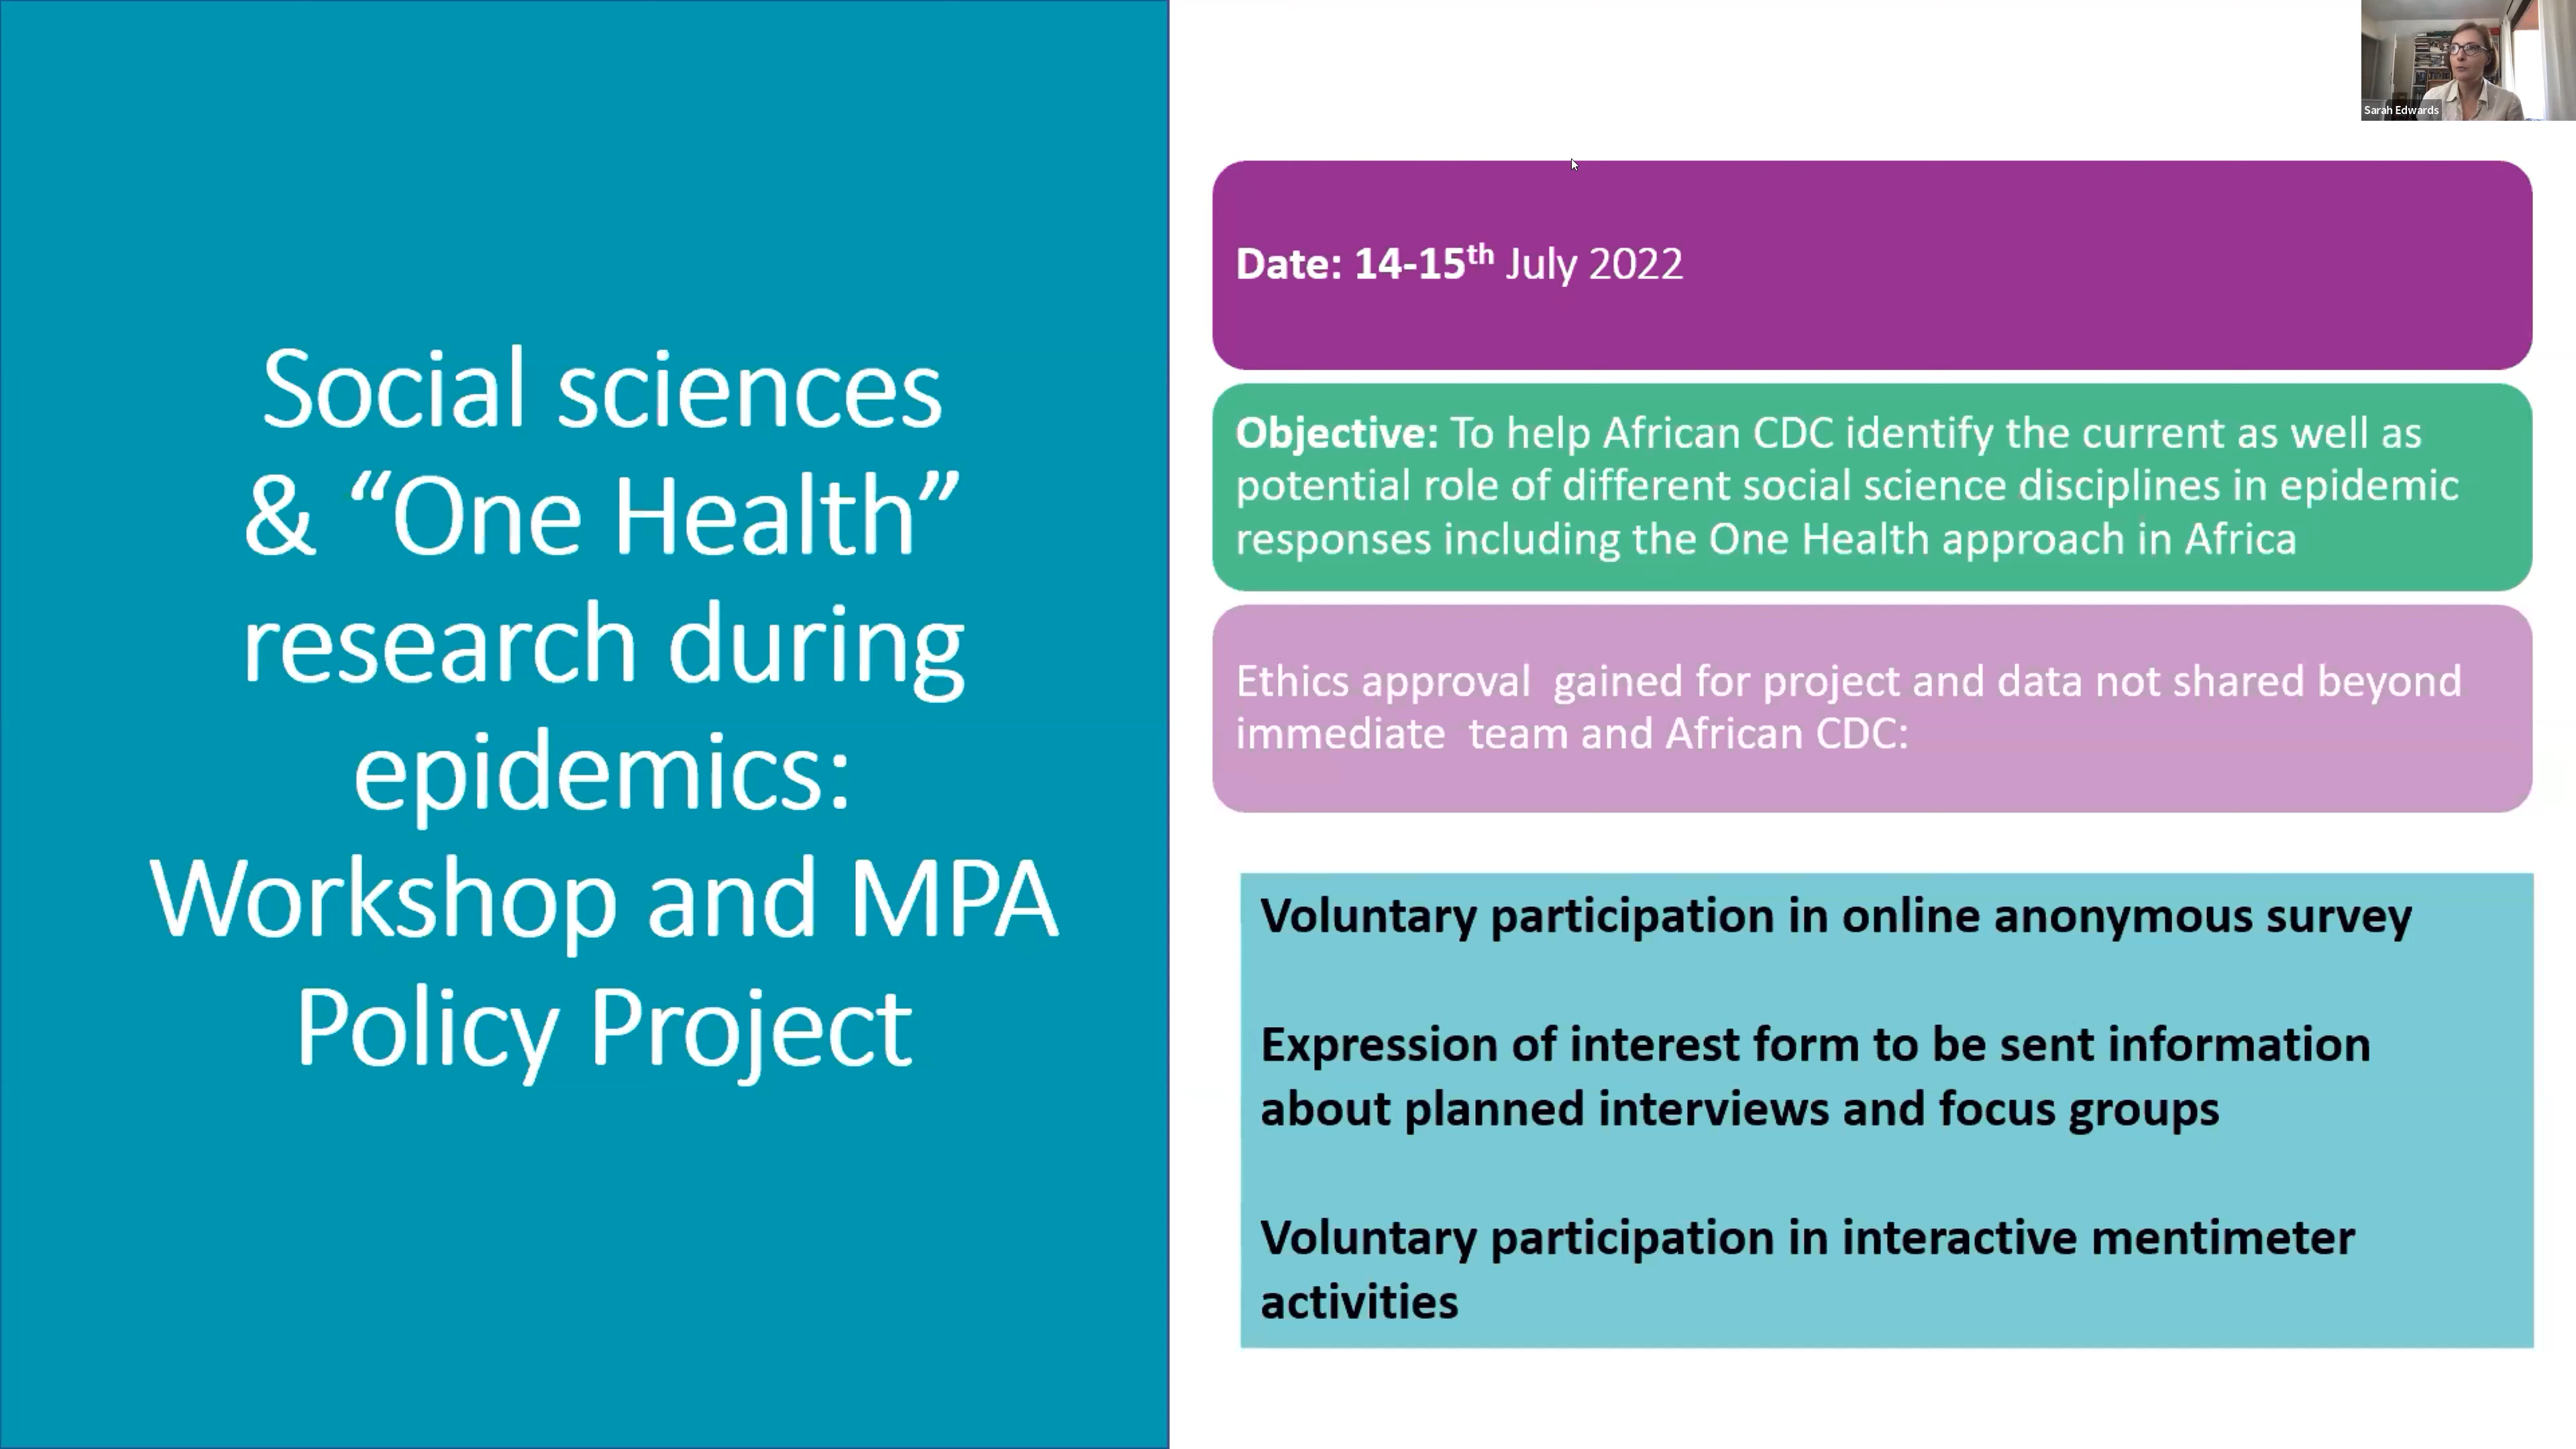 Social sciences
& “One Health”
research during
epidemics:
Workshop and MPA
Policy Project
Sarah Edwards
Date: 14-15th July 2022
Objective: To help African CDC identify the current as well as
potential role of different social science disciplines in epidemic
responses including the One Health approach in Africa
Ethics approval  gained for project and data not shared beyond
immediate  team and African CDC:
Voluntary participation in online anonymous survey
Expression of interest form to be sent information
about planned interviews and focus groups
Voluntary participation in interactive mentimeter
activities